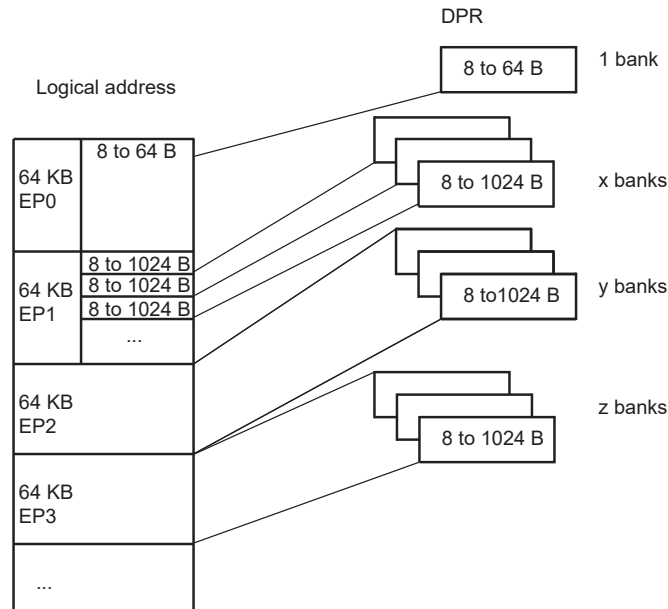 DPR
8 to 64 B
1 bank
Logical address
8 to 64 B
64 KB
EP0
8 to 1024 B
x banks
8 to 1024 B
8 to 1024 B
8 to 1024 B
...
64 KB
EP1
8 to1024 B
y banks
64 KB
EP2
8 to 1024 B
z banks
64 KB
EP3
...